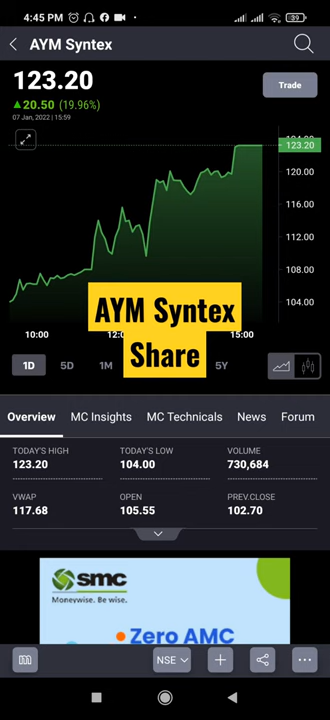 4:45 PM
39
AYM Syntex
123.20
Trade
20.50 (19.96%)
07 Jan, 2022 | 15:59
123.20
120.00
116.00
112.00
108.00
104.00
10:00
15:00
AYM Syntex
Share
1D 5D 1M 5Y
Overview MC Insights MC Technicals News Forum
TODAY'S HIGH TODAY'S LOW VOLUME
123.20 104.00 730,684
VWAP OPEN PREV.CLOSE
117.68 105.55 102.70
smc
Moneywise. Be wise.
Zero AMC
NSE